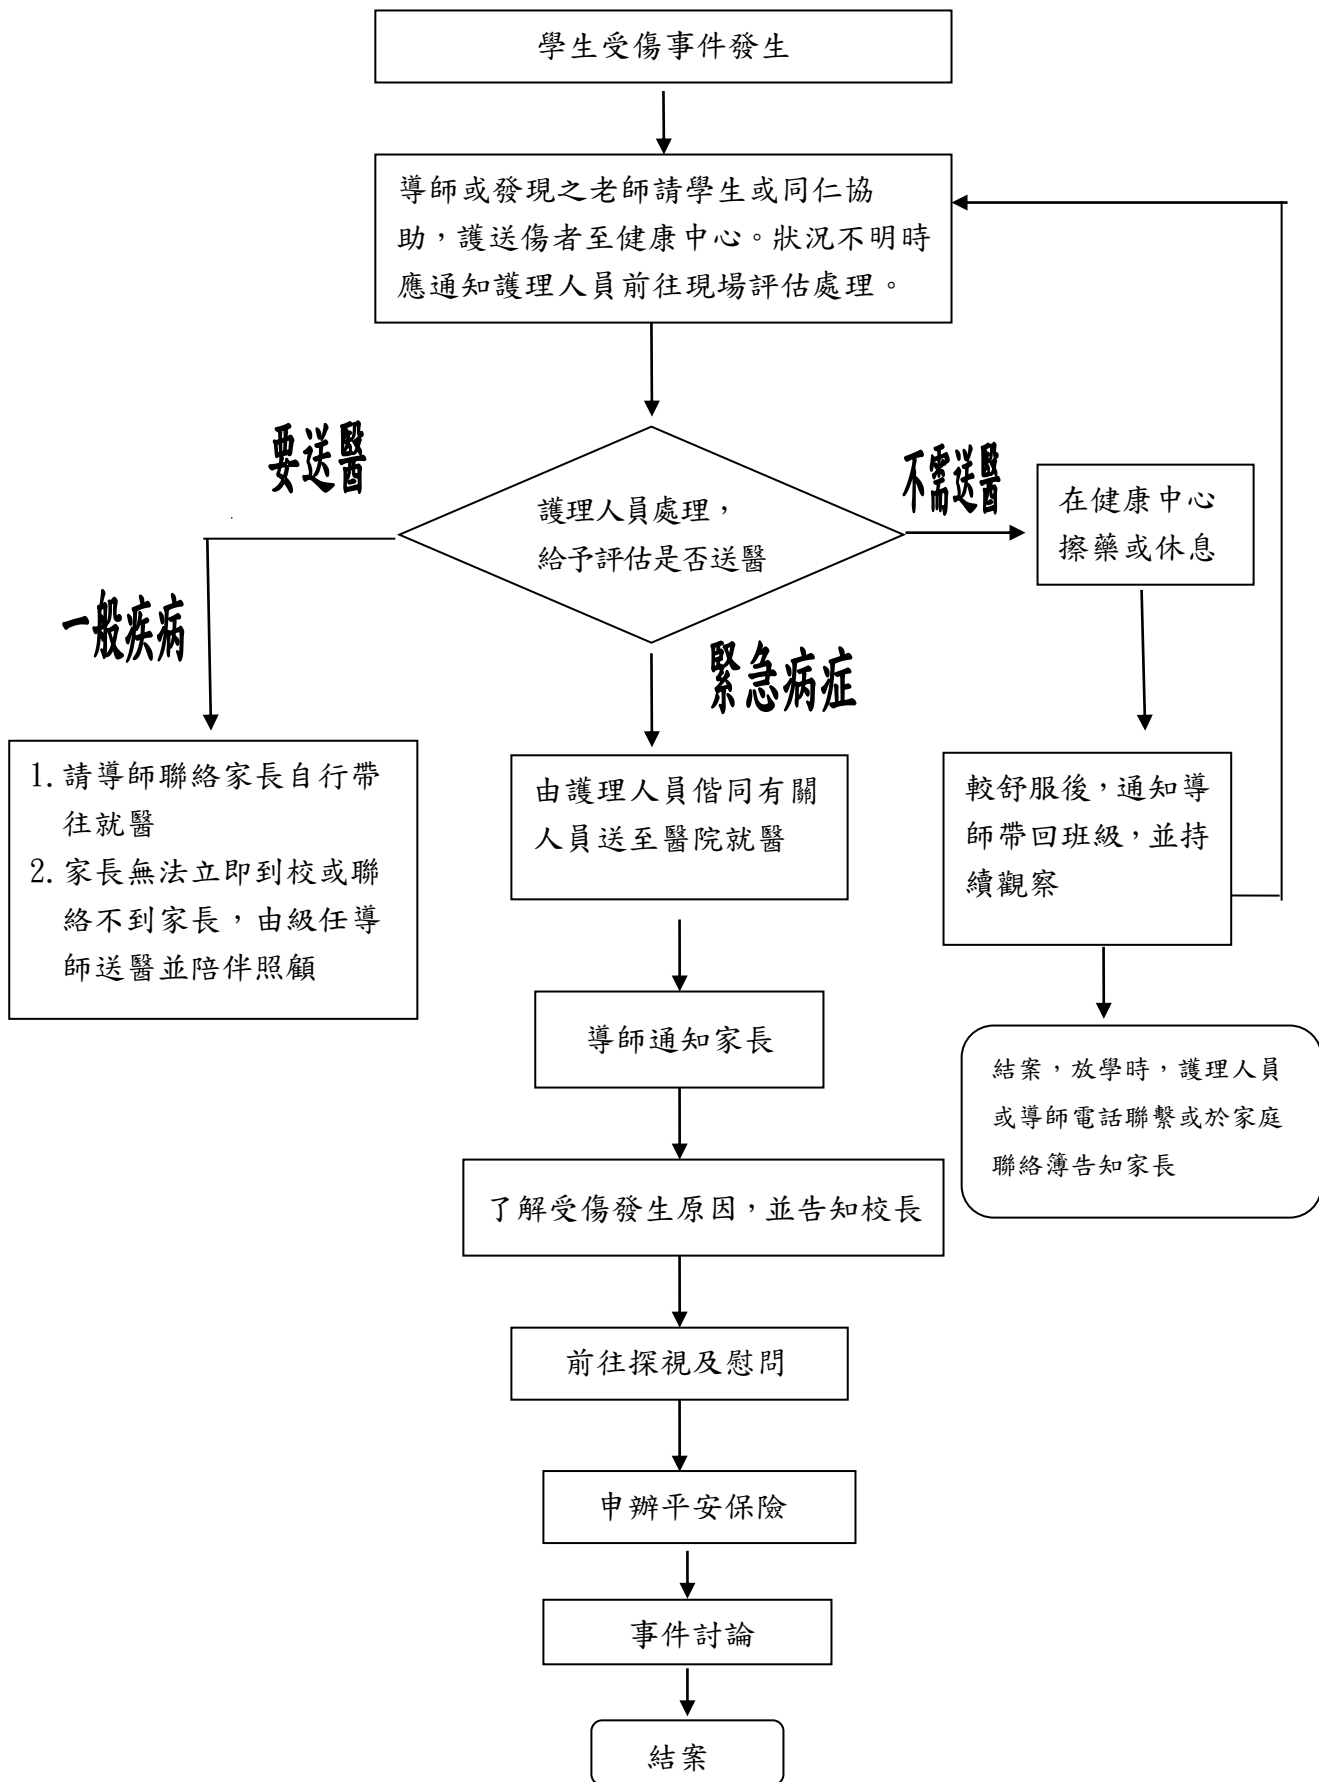 學生受傷事件發生
導師或發現之老師請學生或同仁協
助，護送傷者至健康中心。狀況不明時
應通知護理人員前往現場評估處理。
要送醫
不需送醫
護理人員處理，
給予評估是否送醫
在健康中心
擦藥或休息
一般疾病
緊急病症
1. 請導師聯絡家長自行帶
往就醫
2. 家長無法立即到校或聯
絡不到家長，由級任導
師送醫並陪伴照顧
由護理人員偕同有關
人員送至醫院就醫
較舒服後，通知導
師帶回班級，並持
續觀察
導師通知家長
結案，放學時，護理人員
或導師電話聯繫或於家庭
聯絡簿告知家長
了解受傷發生原因，並告知校長
前往探視及慰問
申辦平安保險
事件討論
結案